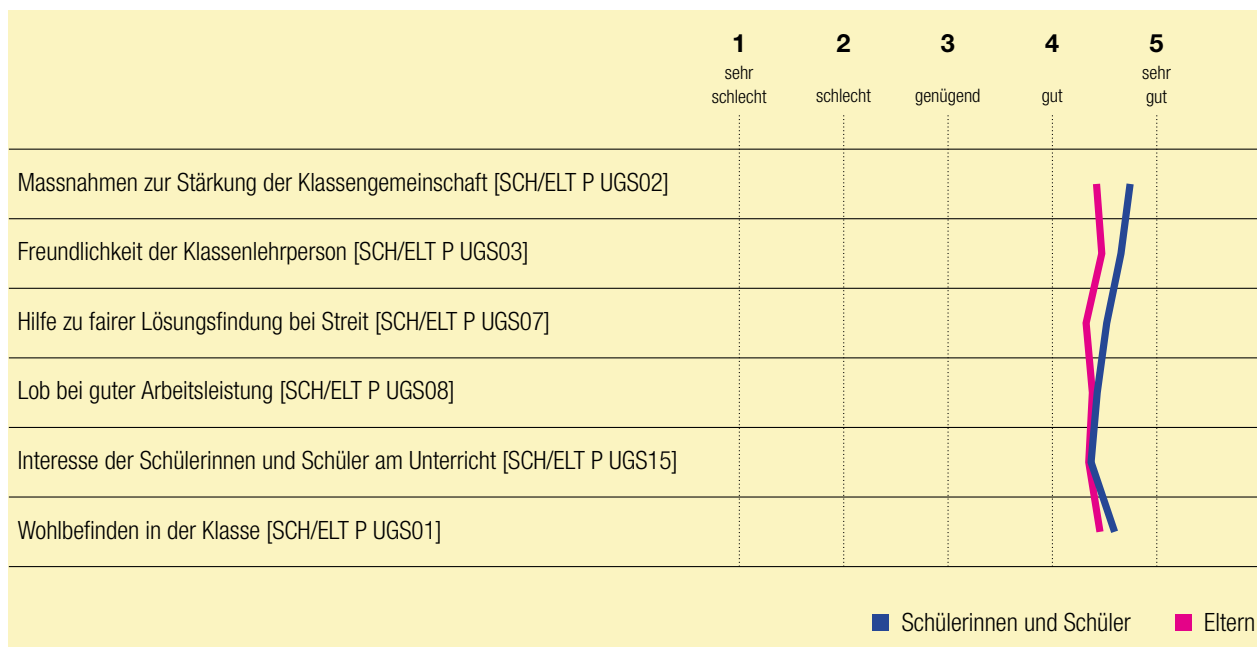 1 2 3 4 5
sehr schlecht schlecht genügend gut sehr gut
Massnahmen zur Stärkung der Klassengemeinschaft [SCH/ELT P UGS02]
Freundlichkeit der Klassenlehrperson [SCH/ELT P UGS03]
Hilfe zu fairer Lösungsfindung bei Streit [SCH/ELT P UGS07]
Lob bei guter Arbeitsleistung [SCH/ELT P UGS08]
Interesse der Schülerinnen und Schüler am Unterricht [SCH/ELT P UGS15]
Wohlbefinden in der Klasse [SCH/ELT P UGS01]
Schülerinnen und Schüler Eltern